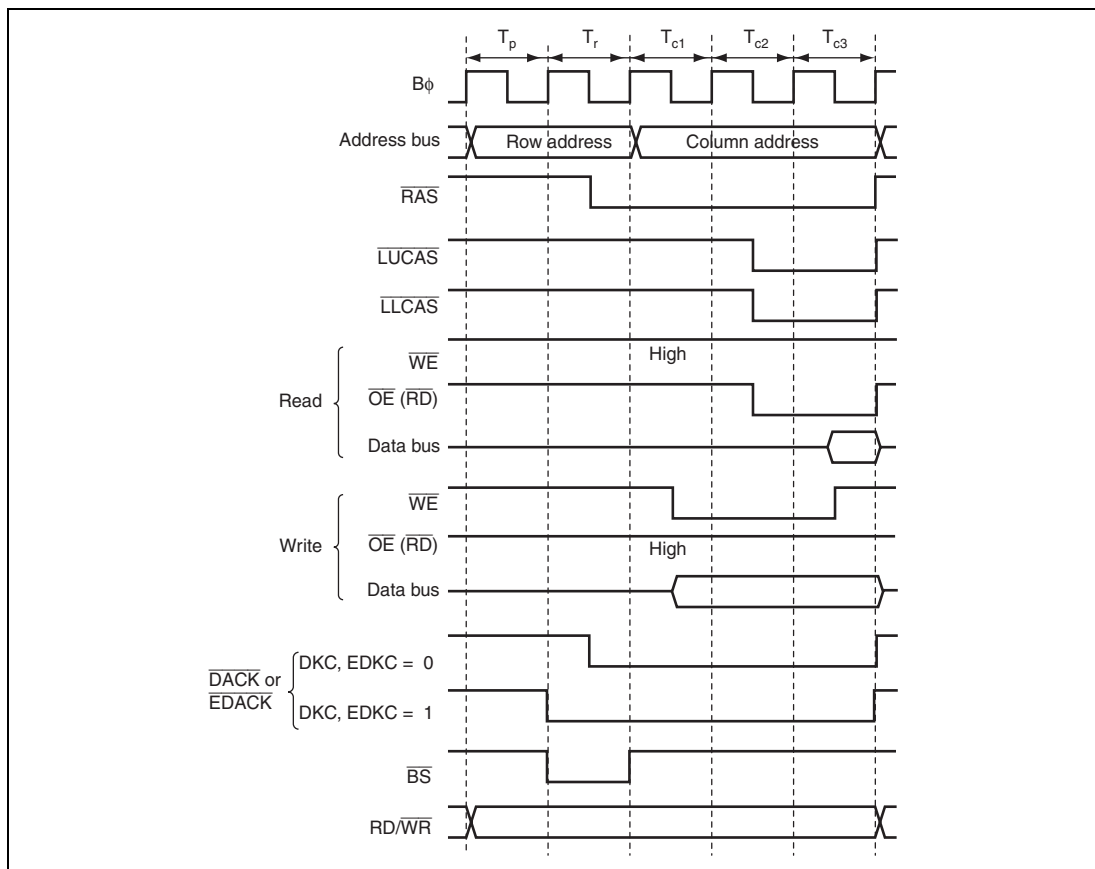 Tp Tr Tc1 Tc2 Tc3
Bϕ
Address bus Row address Column address
RAS
LUCAS
LLCAS
WE High
Read OE (RD)
Data bus
WE
Write OE (RD) High
Data bus
DACK or DKC, EDKC = 0
EDACK DKC, EDKC = 1
BS
RD/WR